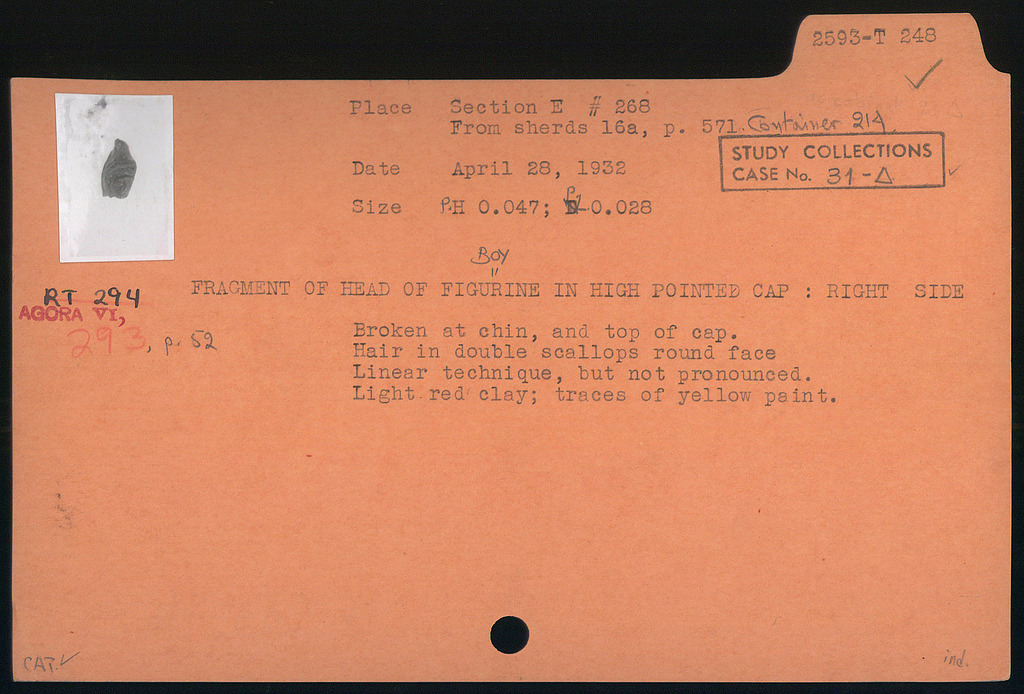 2593-T 248
Place Section E # 268
From sherds 16a, p. 571. Container 214
STUDY COLLECTIONS
CASE No. 31-Δ
Date April 28, 1932
Size P.H 0.047; 0.028
BOY
"
FRAGMENT OF HEAD OF FIGURINE IN HIGH POINTED CAP : RIGHT SIDE
RT 294
AGORA VI,
293, p. 52
Broken at chin, and top of cap.
Hair in double scallops round face
Linear technique, but not pronounced.
Light red clay; traces of yellow paint.
CAT. ✓
ind.